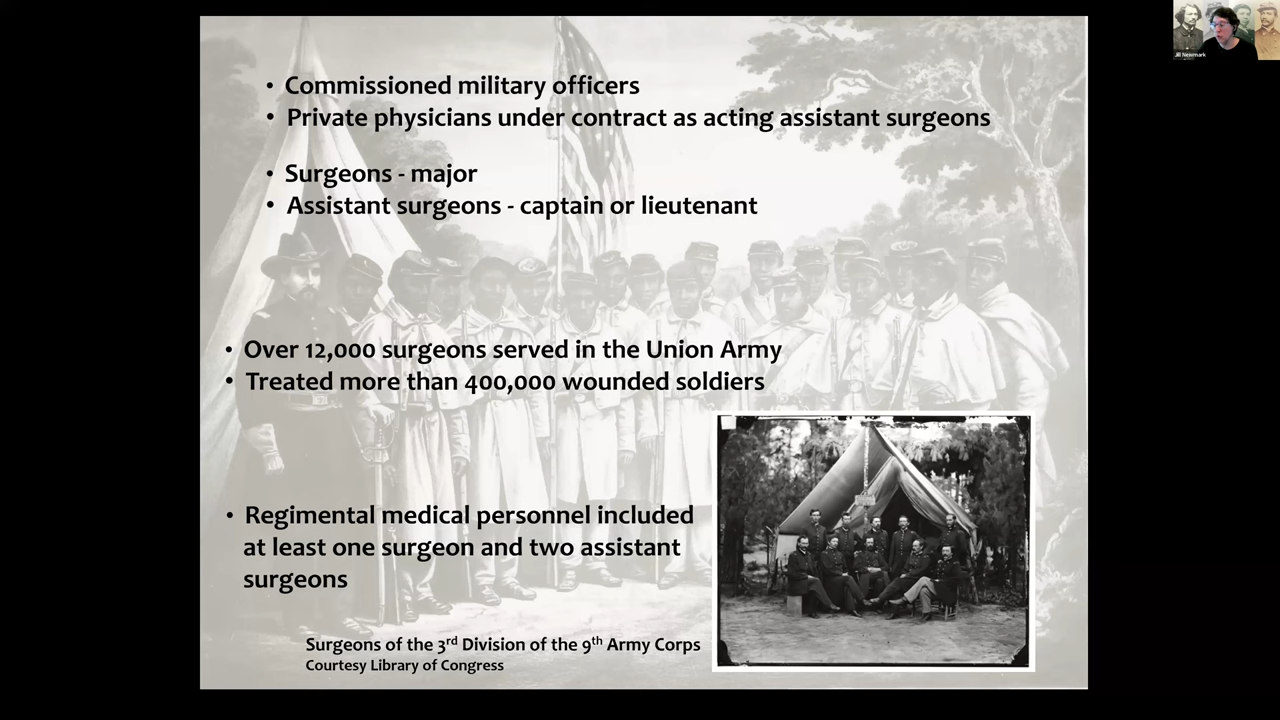 Jill Newmark
• Commissioned military officers
• Private physicians under contract as acting assistant surgeons
• Surgeons - major
• Assistant surgeons - captain or lieutenant
• Over 12,000 surgeons served in the Union Army
• Treated more than 400,000 wounded soldiers
• Regimental medical personnel included
at least one surgeon and two assistant
surgeons
Surgeons of the 3rd Division of the 9th Army Corps
Courtesy Library of Congress